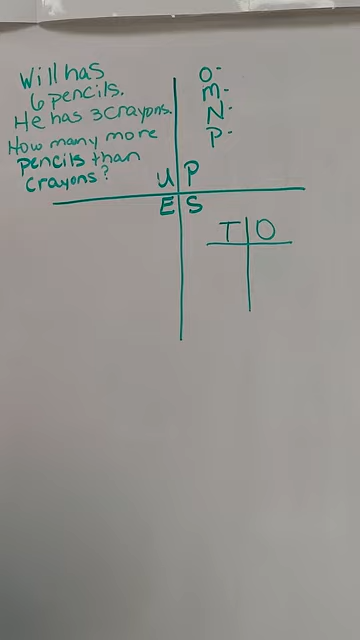 Will has
6 pencils.
He has 3 crayons.
How many more
pencils than
crayons?
U
O-
M-
N-
P-
P
E
S
T O